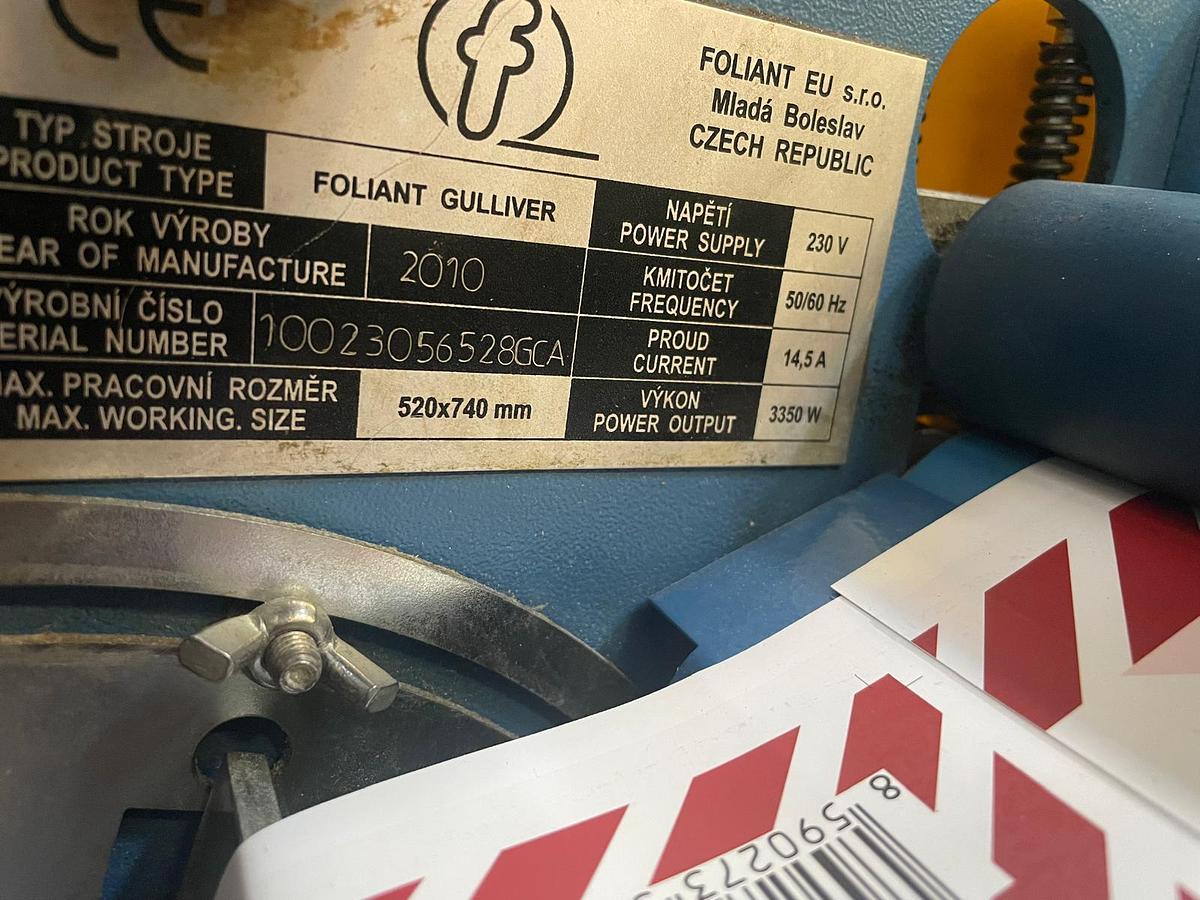 CE
f
FOLIANT EU s.r.o.
Mladá Boleslav
CZECH REPUBLIC
TYP STROJE
PRODUCT TYPE
FOLIANT GULLIVER
ROK VÝROBY
EAR OF MANUFACTURE
2010
ÝROBNÍ ČÍSLO
ERIAL NUMBER
10023056528GCA
AX. PRACOVNÍ ROZMĚR
MAX. WORKING. SIZE
520x740 mm
NAPĚTÍ
POWER SUPPLY
230 V
KMITOČET
FREQUENCY
50/60 Hz
PROUD
CURRENT
14,5 A
VÝKON
POWER OUTPUT
3350 W
8 590273